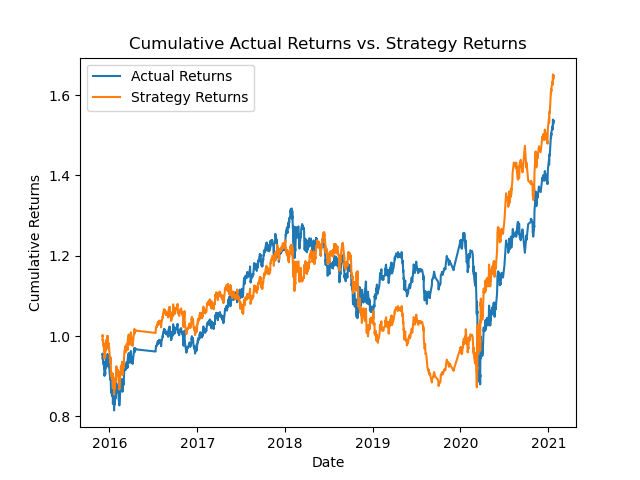 Cumulative Actual Returns vs. Strategy Returns
Actual Returns
Strategy Returns
Cumulative Returns
1.6
1.4
1.2
1.0
0.8
2016 2017 2018 2019 2020 2021
Date